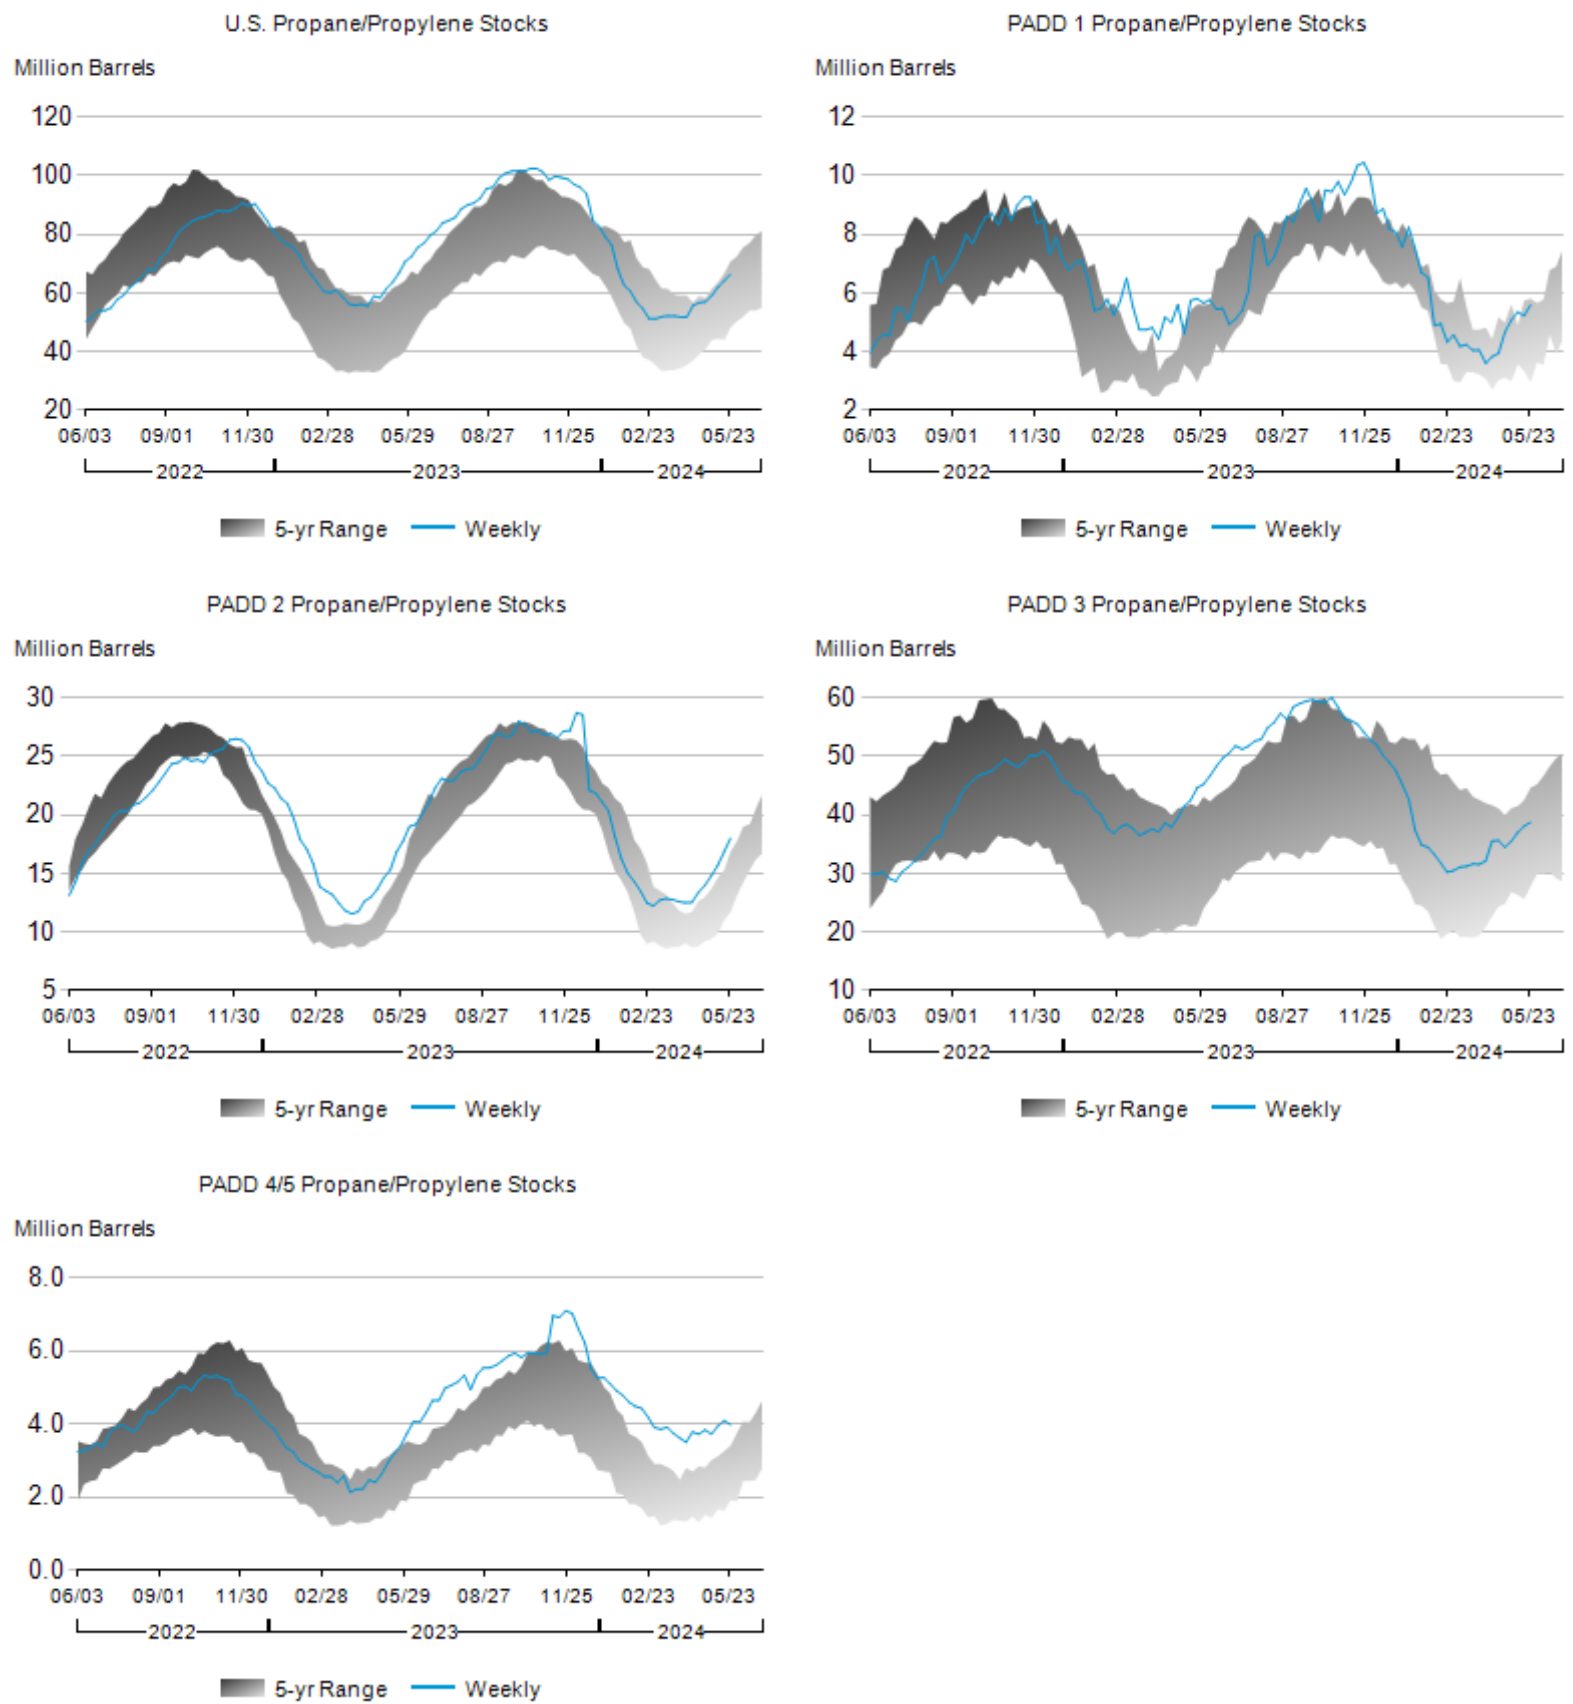 U.S. Propane/Propylene Stocks
Million Barrels
120
100
80
60
40
20
06/03 09/01 11/30 02/28 05/29 08/27 11/25 02/23 05/23
2022 2023 2024
5-yr Range Weekly
PADD 1 Propane/Propylene Stocks
Million Barrels
12
10
8
6
4
2
06/03 09/01 11/30 02/28 05/29 08/27 11/25 02/23 05/23
2022 2023 2024
5-yr Range Weekly
PADD 2 Propane/Propylene Stocks
Million Barrels
30
25
20
15
10
5
06/03 09/01 11/30 02/28 05/29 08/27 11/25 02/23 05/23
2022 2023 2024
5-yr Range Weekly
PADD 3 Propane/Propylene Stocks
Million Barrels
60
50
40
30
20
10
06/03 09/01 11/30 02/28 05/29 08/27 11/25 02/23 05/23
2022 2023 2024
5-yr Range Weekly
PADD 4/5 Propane/Propylene Stocks
Million Barrels
8.0
6.0
4.0
2.0
0.0
06/03 09/01 11/30 02/28 05/29 08/27 11/25 02/23 05/23
2022 2023 2024
5-yr Range Weekly